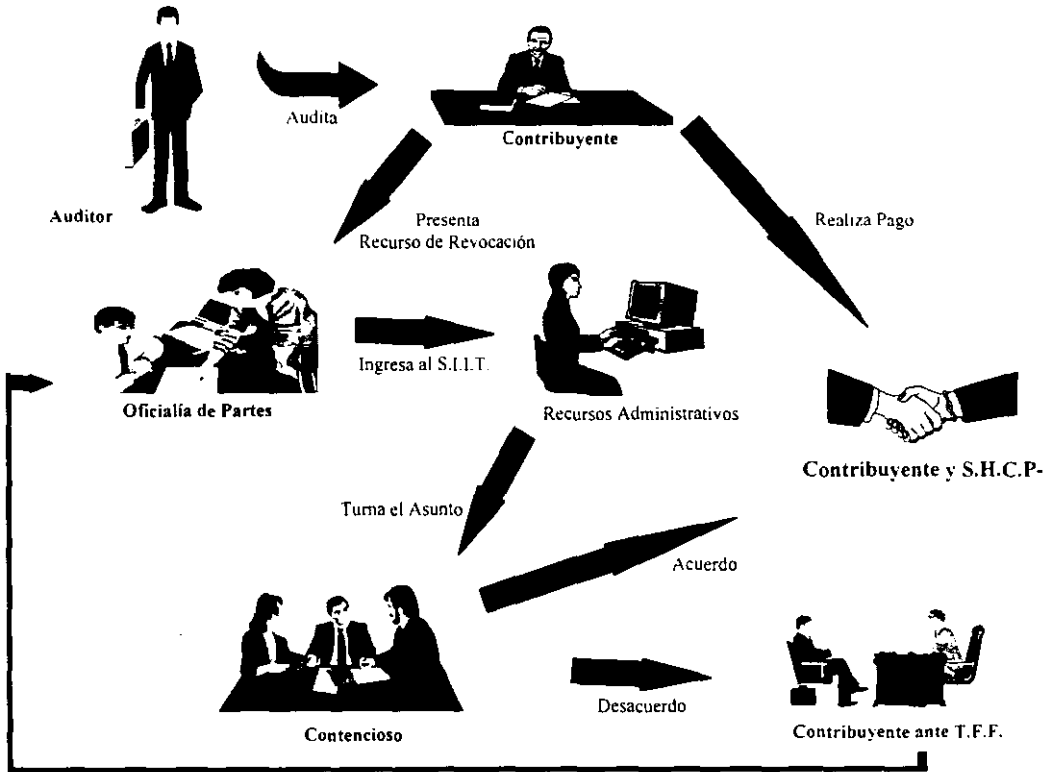 Audita
Contribuyente
Auditor
Presenta
Recurso de Revocación
Realiza Pago
Ingresa al S.I.I.T.
Oficialía de Partes
Recursos Administrativos
Contribuyente y S.H.C.P-
Turna el Asunto
Acuerdo
Desacuerdo
Contencioso
Contribuyente ante T.F.F.